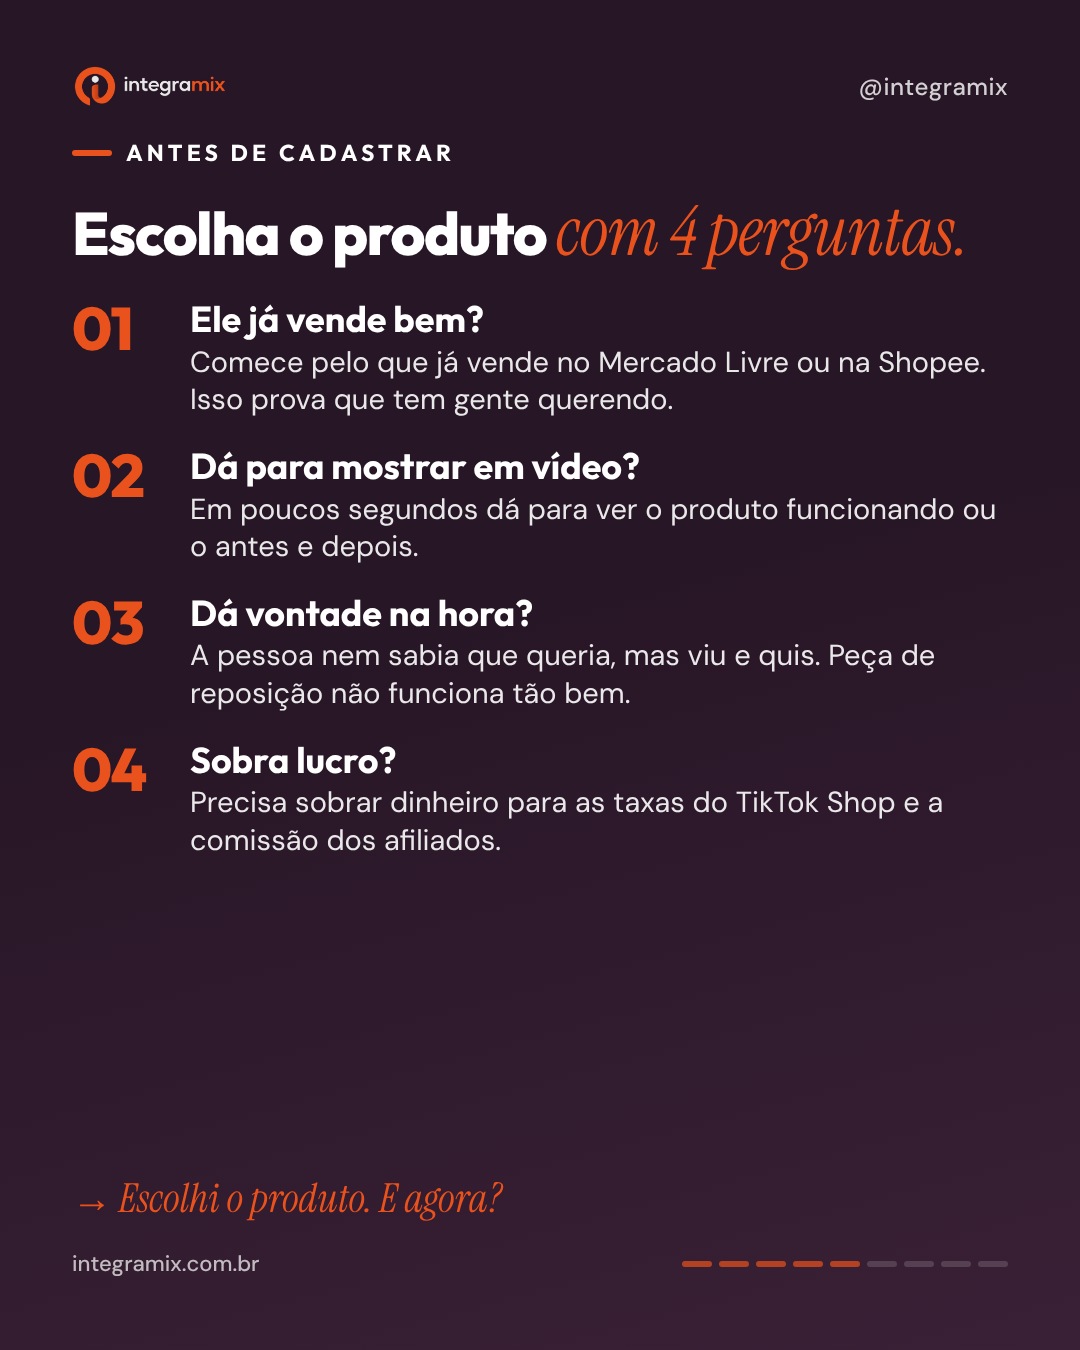 integramix
@integramix
ANTES DE CADASTRAR
Escolha o produto com 4 perguntas.
01
Ele já vende bem?
Comece pelo que já vende no Mercado Livre ou na Shopee.
Isso prova que tem gente querendo.
02
Dá para mostrar em vídeo?
Em poucos segundos dá para ver o produto funcionando ou
o antes e depois.
03
Dá vontade na hora?
A pessoa nem sabia que queria, mas viu e quis. Peça de
reposição não funciona tão bem.
04
Sobra lucro?
Precisa sobrar dinheiro para as taxas do TikTok Shop e a
comissão dos afiliados.
→ Escolhi o produto. E agora?
integramix.com.br